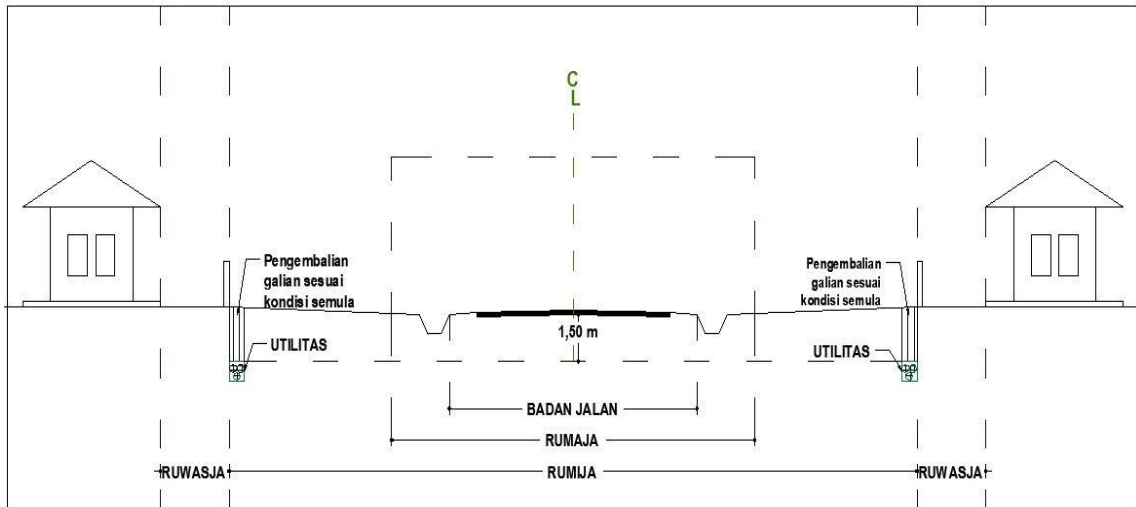 C
L
Pengembalian
galian sesuai
kondisi semula
Pengembalian
galian sesuai
kondisi semula
1,50 m
UTILITAS
UTILITAS
BADAN JALAN
RUMAJA
RUWASJA
RUMIJA
RUWASJA